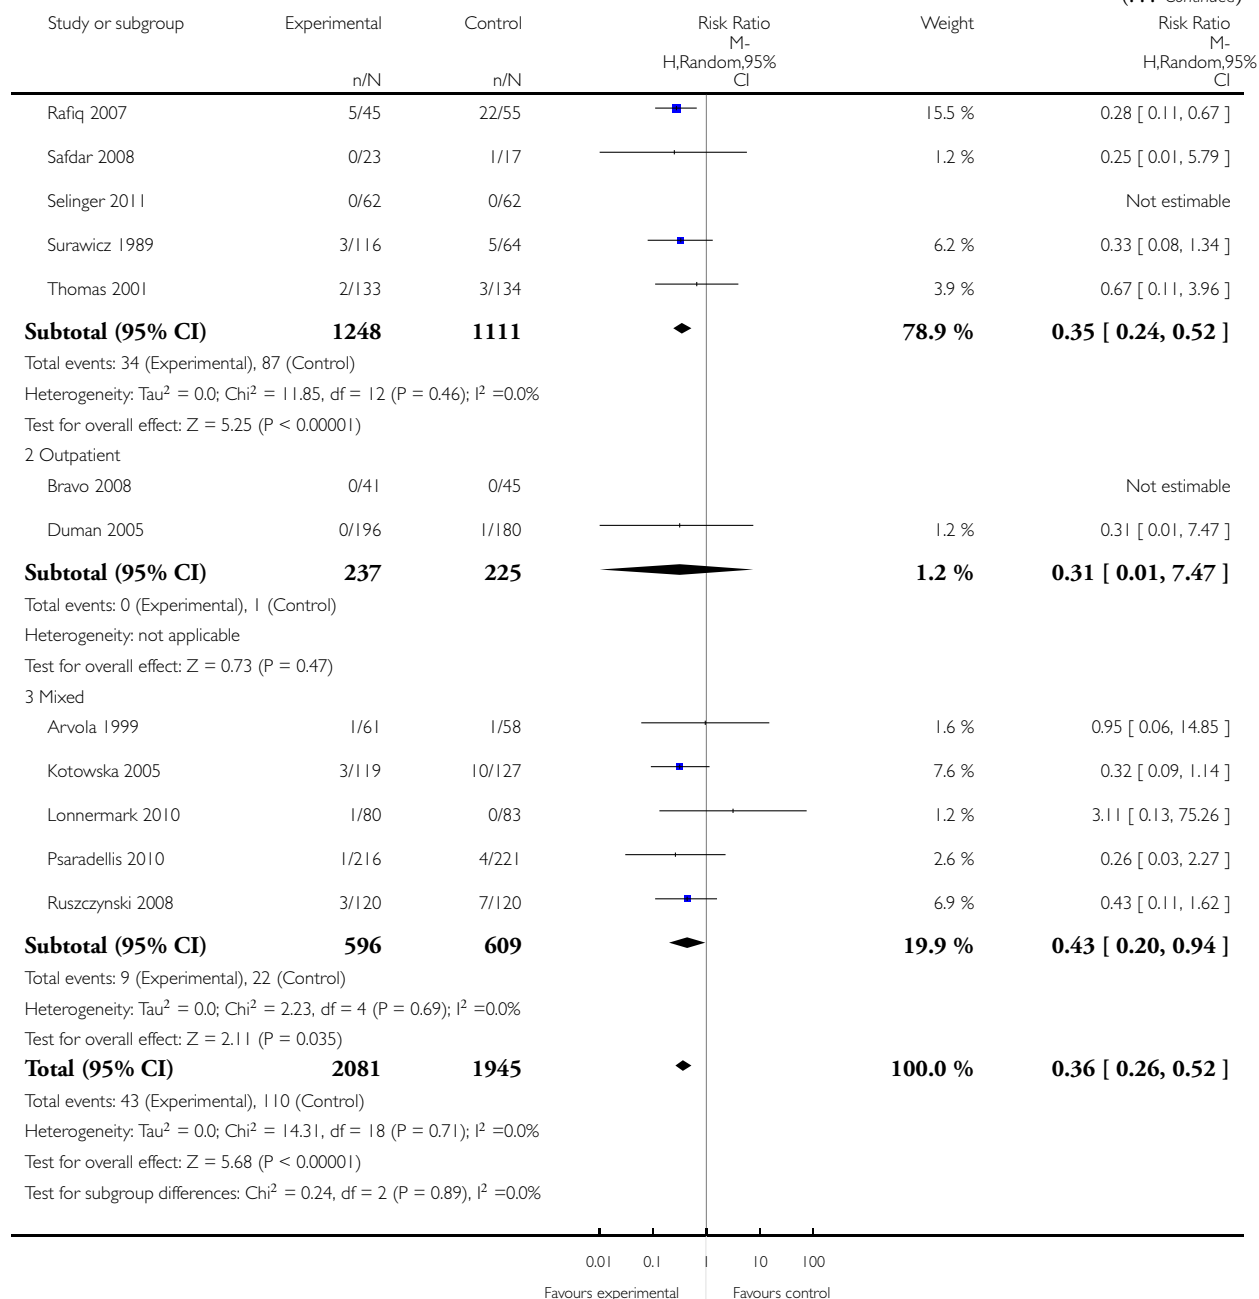 Continued)
Study or subgroup Experimental Control Risk Ratio Weight Risk Ratio
M- M-
H,Random,95% H,Random,95%
n/N n/N CI CI
Rafiq 2007 5/45 22/55 15.5 % 0.28 [ 0.11, 0.67 ]
Safdar 2008 0/23 1/17 1.2 % 0.25 [ 0.01, 5.79 ]
Selinger 2011 0/62 0/62 Not estimable
Surawicz 1989 3/116 5/64 6.2 % 0.33 [ 0.08, 1.34 ]
Thomas 2001 2/133 3/134 3.9 % 0.67 [ 0.11, 3.96 ]
Subtotal (95% CI) 1248 1111 78.9 % 0.35 [ 0.24, 0.52 ]
Total events: 34 (Experimental), 87 (Control)
Heterogeneity: Tau² = 0.0; Chi² = 11.85, df = 12 (P = 0.46); I² =0.0%
Test for overall effect: Z = 5.25 (P < 0.00001)
2 Outpatient
Bravo 2008 0/41 0/45 Not estimable
Duman 2005 0/196 1/180 1.2 % 0.31 [ 0.01, 7.47 ]
Subtotal (95% CI) 237 225 1.2 % 0.31 [ 0.01, 7.47 ]
Total events: 0 (Experimental), 1 (Control)
Heterogeneity: not applicable
Test for overall effect: Z = 0.73 (P = 0.47)
3 Mixed
Arvola 1999 1/61 1/58 1.6 % 0.95 [ 0.06, 14.85 ]
Kotowska 2005 3/119 10/127 7.6 % 0.32 [ 0.09, 1.14 ]
Lonnermark 2010 1/80 0/83 1.2 % 3.11 [ 0.13, 75.26 ]
Psaradellis 2010 1/216 4/221 2.6 % 0.26 [ 0.03, 2.27 ]
Ruszczynski 2008 3/120 7/120 6.9 % 0.43 [ 0.11, 1.62 ]
Subtotal (95% CI) 596 609 19.9 % 0.43 [ 0.20, 0.94 ]
Total events: 9 (Experimental), 22 (Control)
Heterogeneity: Tau² = 0.0; Chi² = 2.23, df = 4 (P = 0.69); I² =0.0%
Test for overall effect: Z = 2.11 (P = 0.035)
Total (95% CI) 2081 1945 100.0 % 0.36 [ 0.26, 0.52 ]
Total events: 43 (Experimental), 110 (Control)
Heterogeneity: Tau² = 0.0; Chi² = 14.31, df = 18 (P = 0.71); I² =0.0%
Test for overall effect: Z = 5.68 (P < 0.00001)
Test for subgroup differences: Chi² = 0.24, df = 2 (P = 0.89), I² =0.0%
0.01 0.1 1 10 100
Favours experimental Favours control